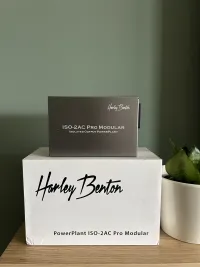 Harley Benton
ISO-2AC Pro Modular
Harley Benton
PowerPlant ISO-2AC Pro Modular